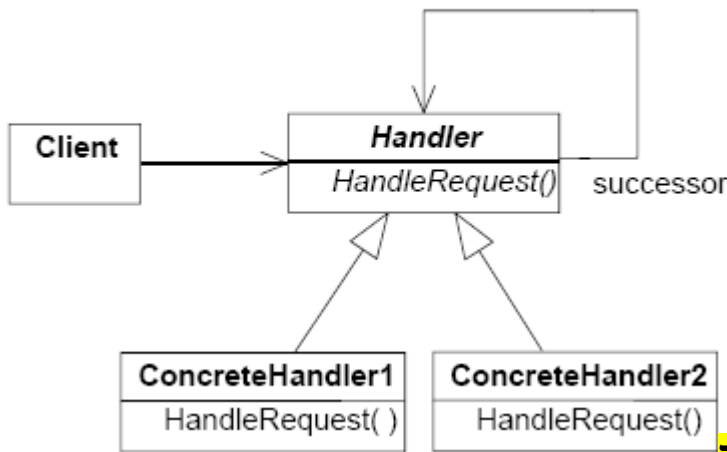 Client
Handler
HandleRequest()
successor
ConcreteHandler1
HandleRequest( )
ConcreteHandler2
HandleRequest()